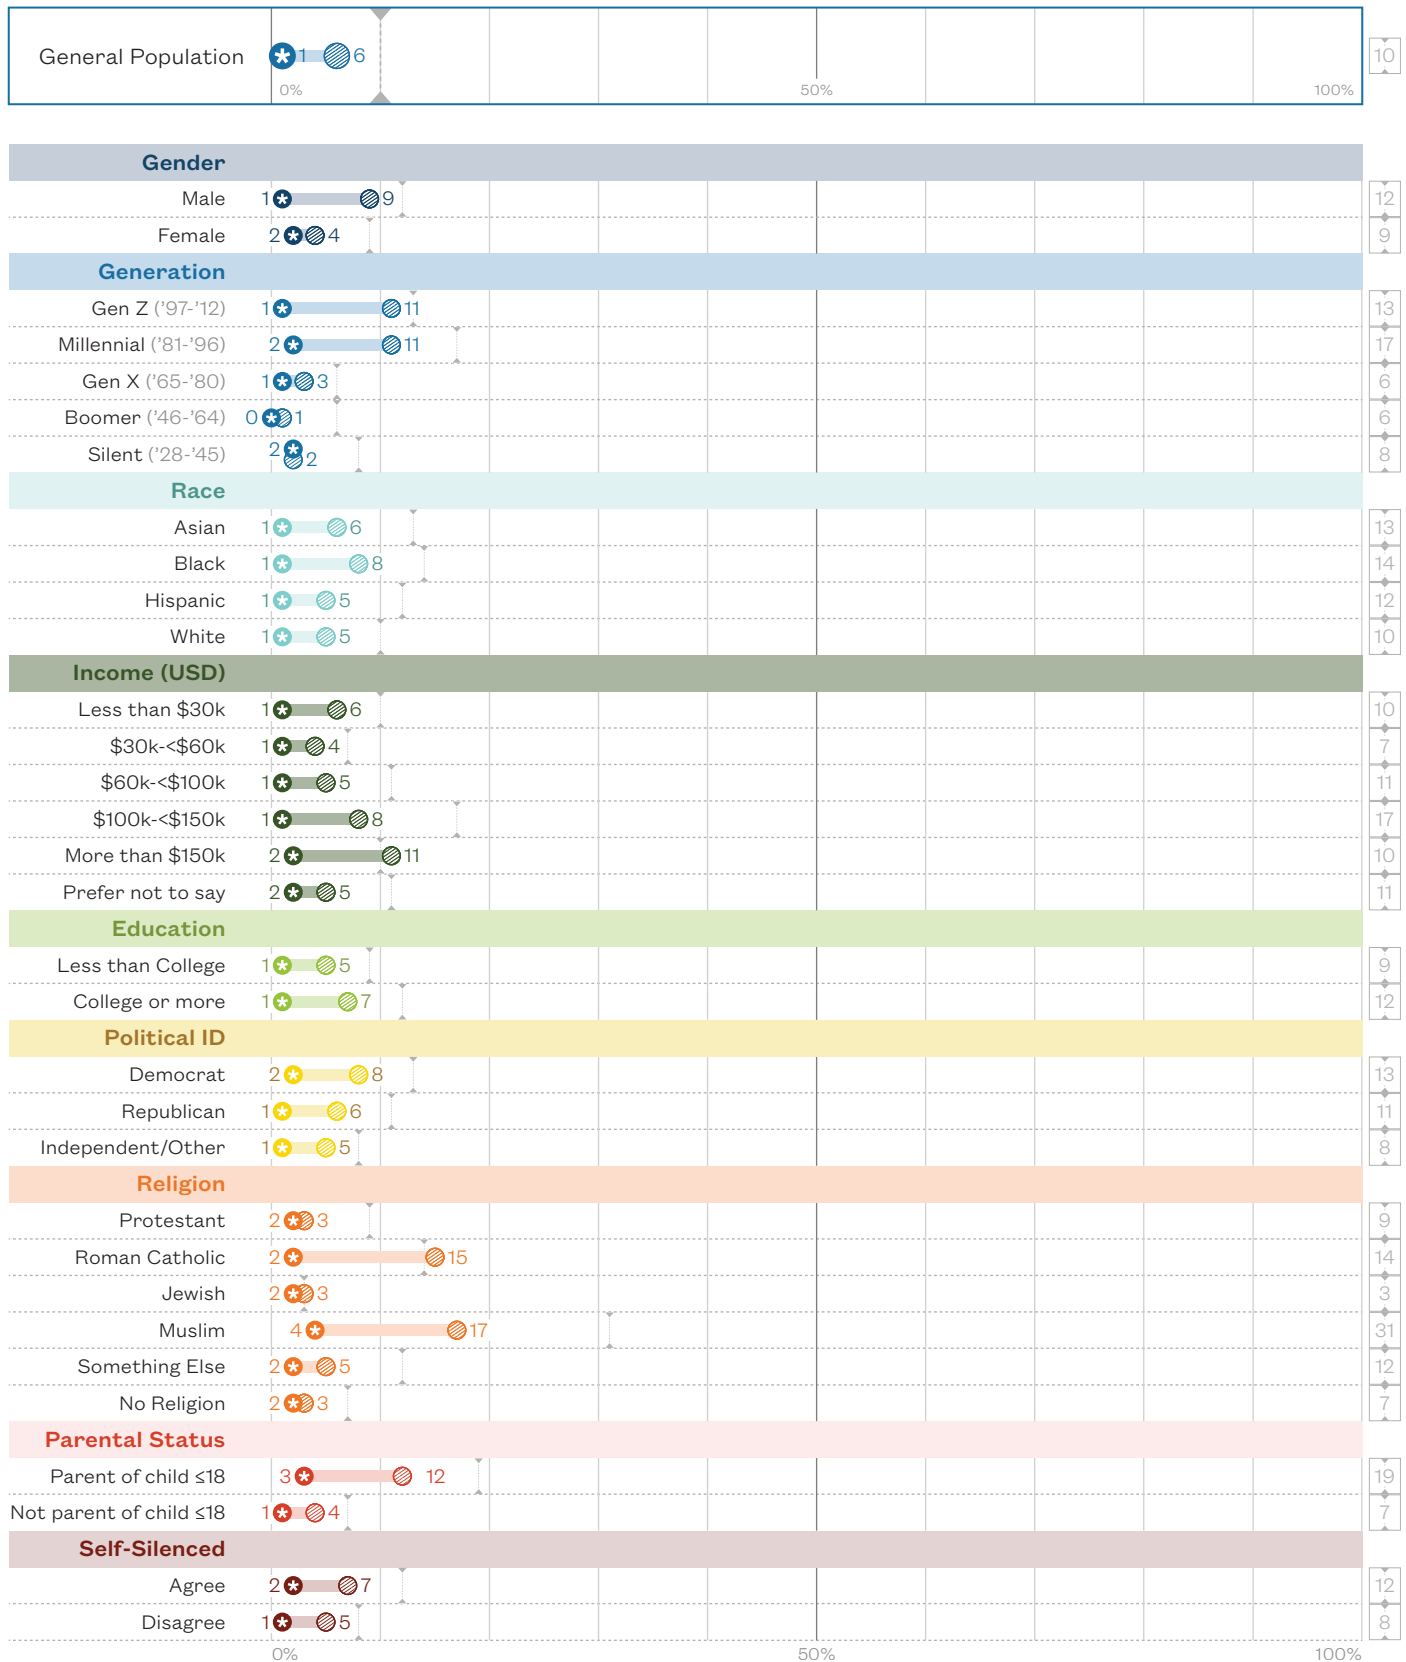 General Population 1 6 10
0% 50% 100%
Gender
Male 1 9 12
Female 2 4 9
Generation
Gen Z (’97-’12) 1 11 13
Millennial (’81-’96) 2 11 17
Gen X (’65-’80) 1 3 6
Boomer (’46-’64) 0 1 6
Silent (’28-’45) 2 2 8
Race
Asian 1 6 13
Black 1 8 14
Hispanic 1 5 12
White 1 5 10
Income (USD)
Less than $30k 1 6 10
$30k-<$60k 1 4 7
$60k-<$100k 1 5 11
$100k-<$150k 1 8 17
More than $150k 2 11 10
Prefer not to say 2 5 11
Education
Less than College 1 5 9
College or more 1 7 12
Political ID
Democrat 2 8 13
Republican 1 6 11
Independent/Other 1 5 8
Religion
Protestant 2 3 9
Roman Catholic 2 15 14
Jewish 2 3 3
Muslim 4 17 31
Something Else 2 5 12
No Religion 2 3 7
Parental Status
Parent of child ≤18 3 12 19
Not parent of child ≤18 1 4 7
Self-Silenced
Agree 2 7 12
Disagree 1 5 8
0% 50% 100%